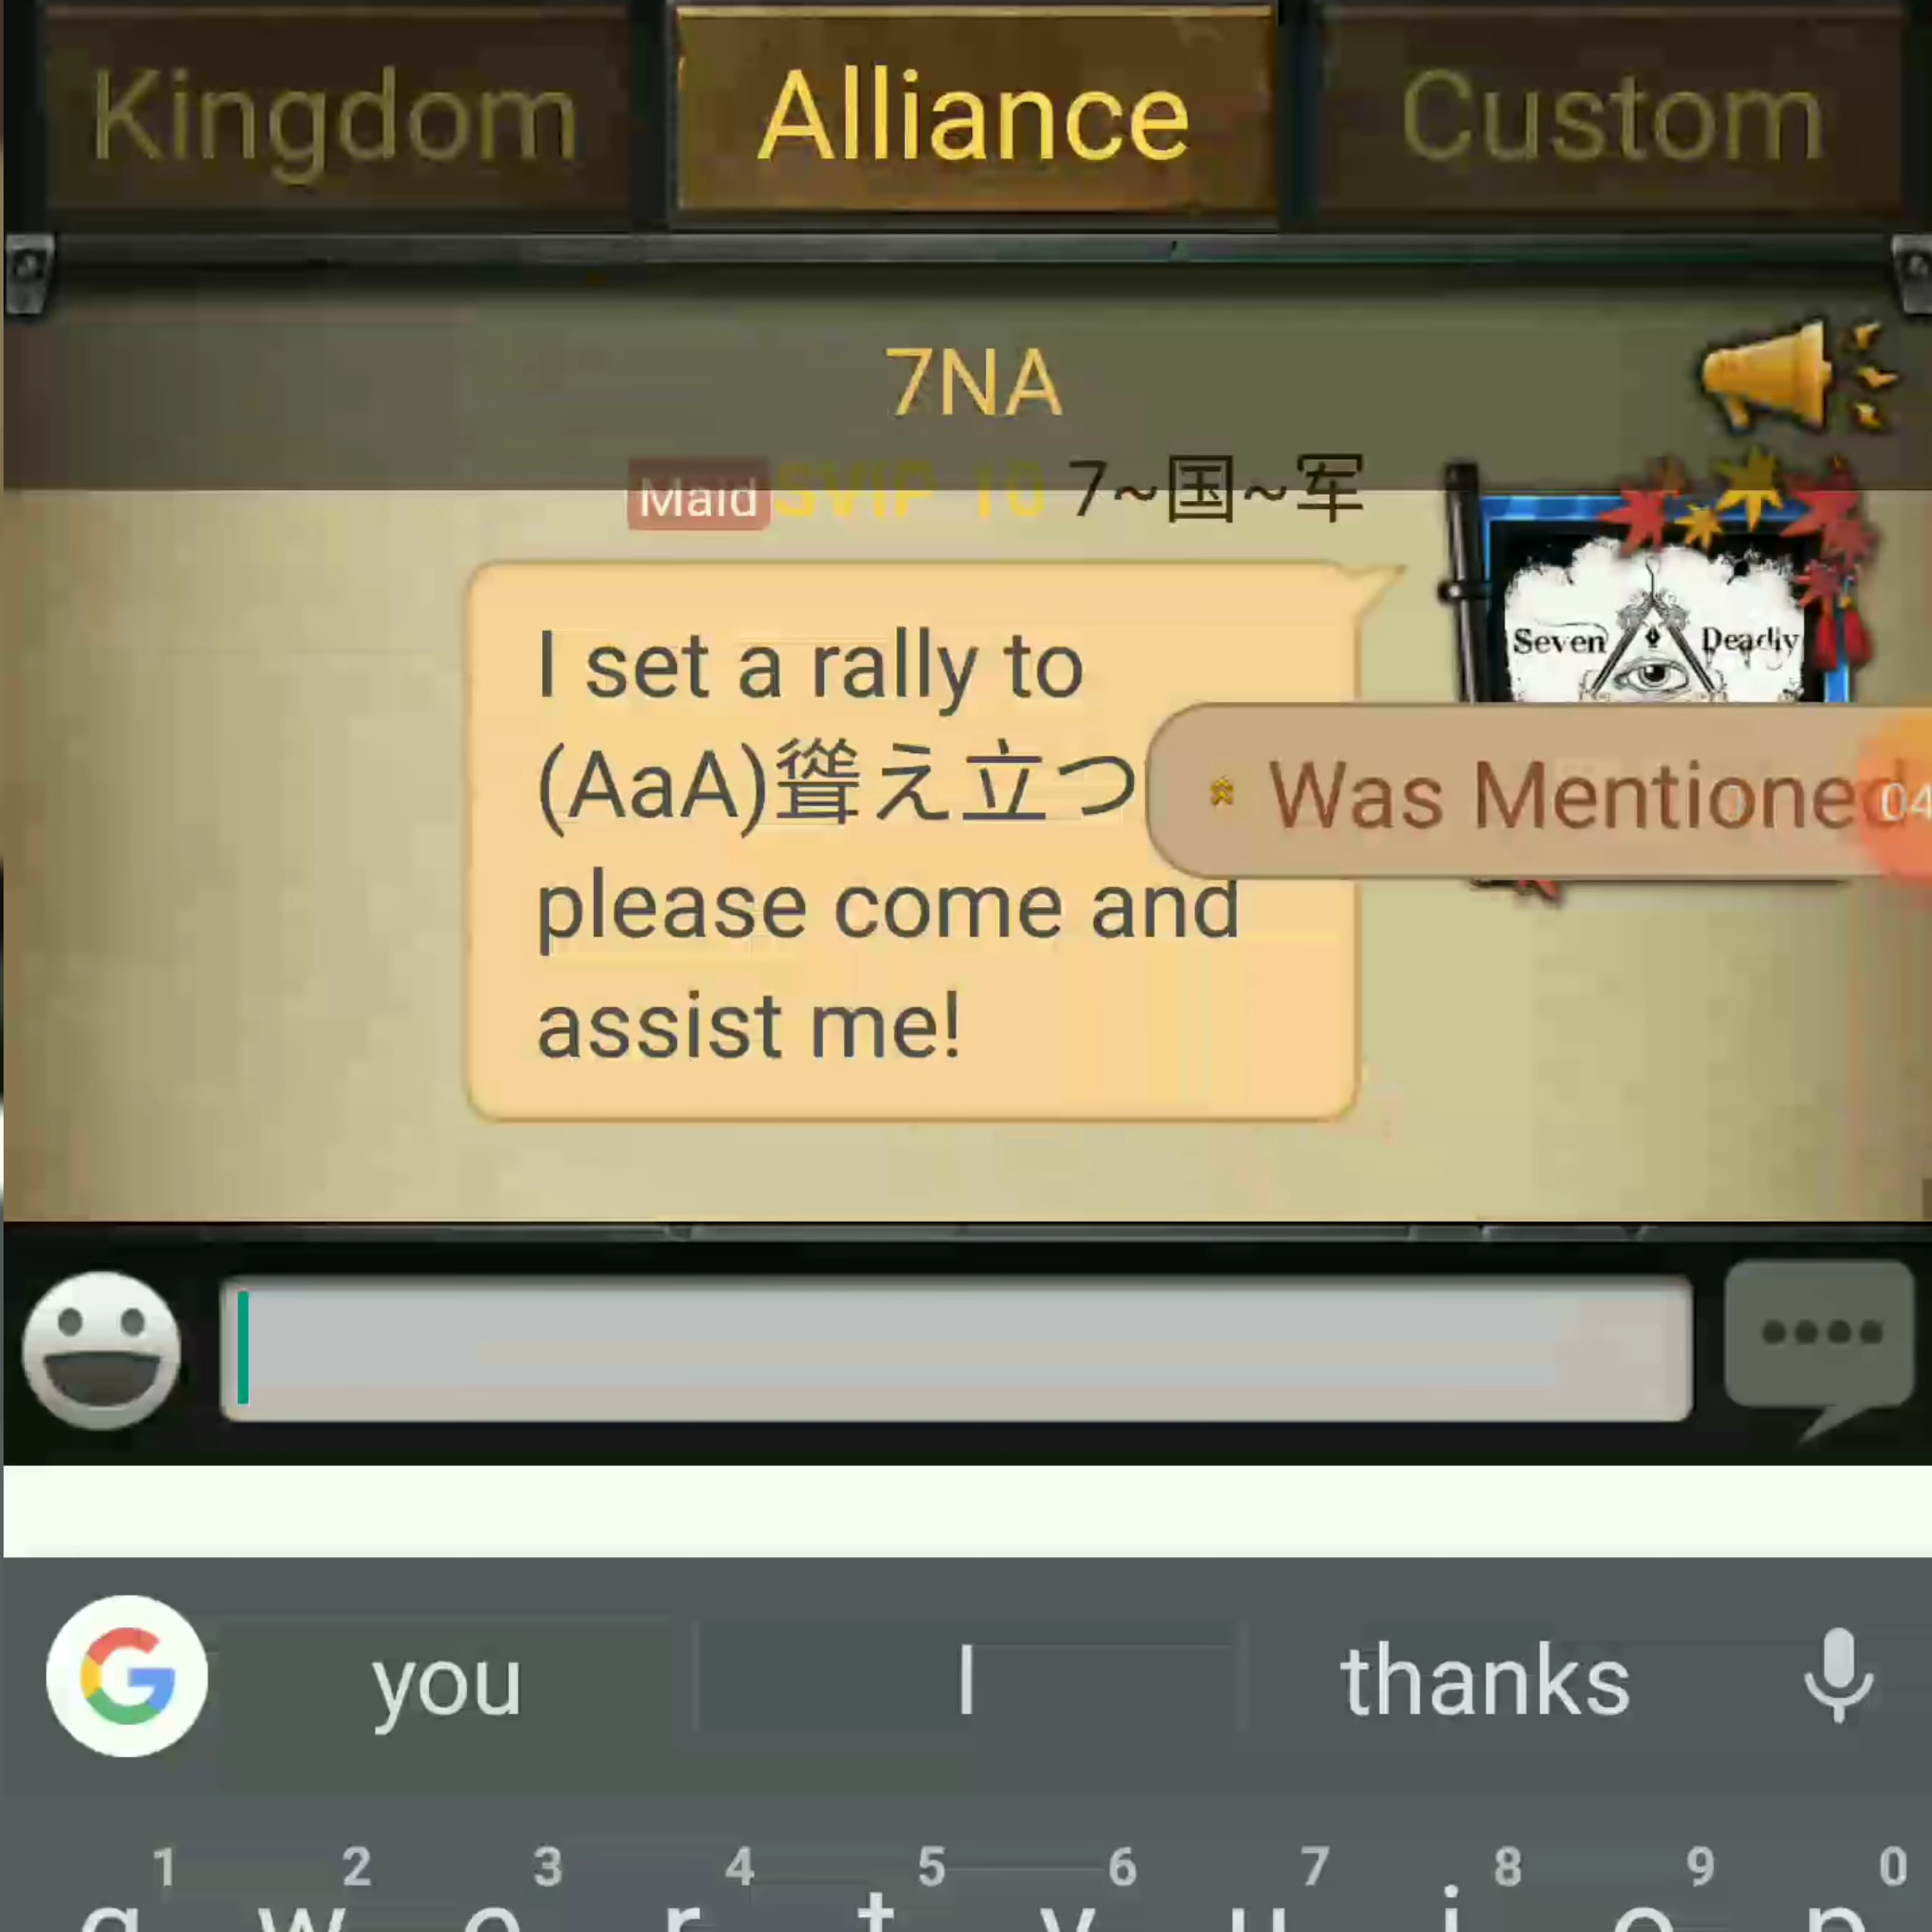 Kingdom Alliance Custom
7NA
Maid SVIP 10 7~国~军
Seven Deadly
I set a rally to
(AaA)聳え立つ
Was Mentioned 04
please come and
assist me!
you I thanks
1 2 3 4 5 6 7 8 9 0
q w e r t y u i o p